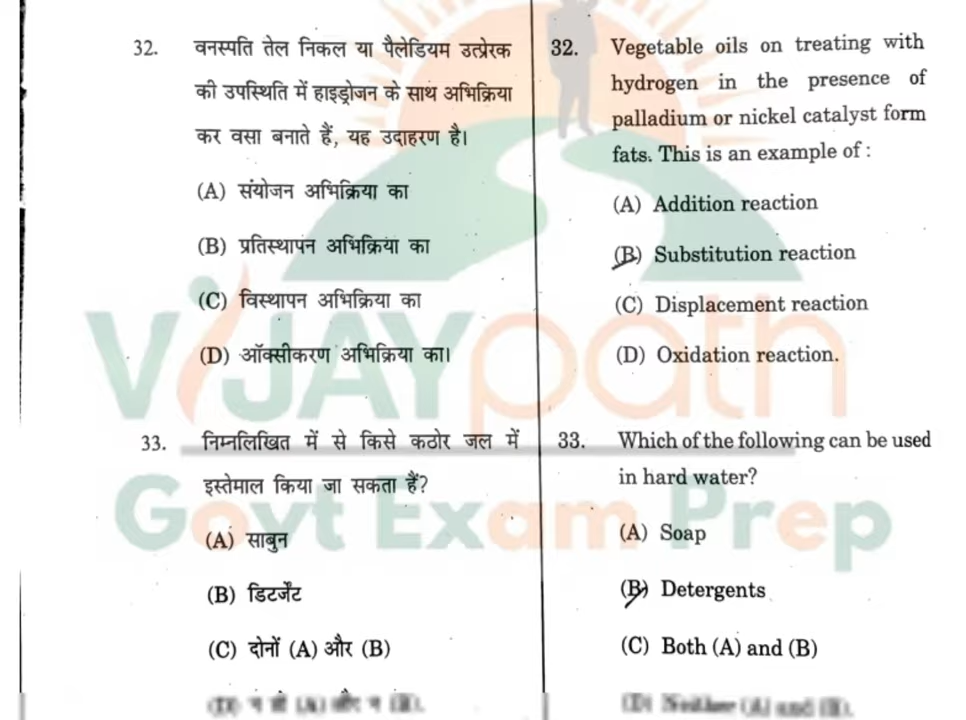 32. वनस्पति तेल निकल या पैलेडियम उत्प्रेरक
की उपस्थिति में हाइड्रोजन के साथ अभिक्रिया
कर वसा बनाते हैं, यह उदाहरण है।
(A) संयोजन अभिक्रिया का
(B) प्रतिस्थापन अभिक्रिया का
(C) विस्थापन अभिक्रिया का
(D) ऑक्सीकरण अभिक्रिया का।
33. निम्नलिखित में से किसे कठोर जल में
इस्तेमाल किया जा सकता हैं?
(A) साबुन
(B) डिटर्जेंट
(C) दोनों (A) और (B)
(D) न तो (A) और न (B).
32. Vegetable oils on treating with
hydrogen in the presence of
palladium or nickel catalyst form
fats. This is an example of :
(A) Addition reaction
(B) Substitution reaction
(C) Displacement reaction
(D) Oxidation reaction.
33. Which of the following can be used
in hard water?
(A) Soap
(B) Detergents
(C) Both (A) and (B)
(D) Neither (A) and (B).
VIJAYpath
Govt Exam Prep